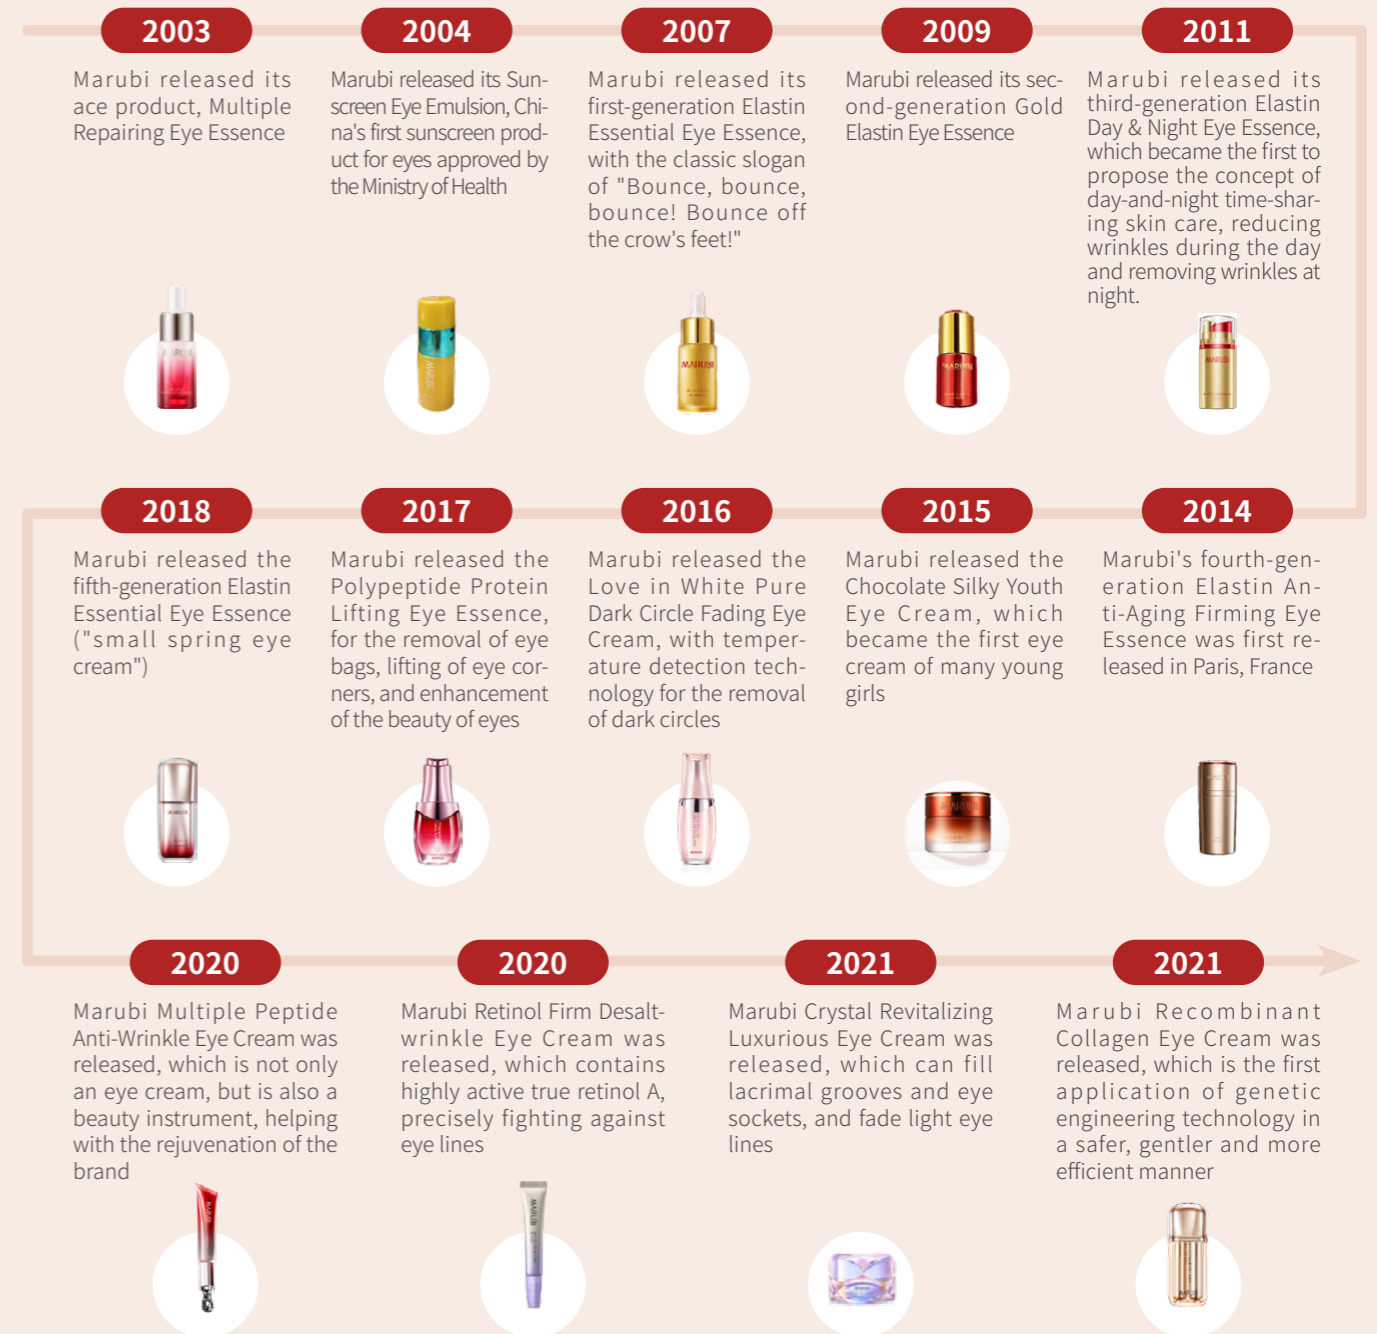 2003
Marubi released its
ace product, Multiple
Repairing Eye Essence
2004
Marubi released its Sun-
screen Eye Emulsion, Chi-
na's first sunscreen prod-
uct for eyes approved by
the Ministry of Health
2007
Marubi released its
first-generation Elastin
Essential Eye Essence,
with the classic slogan
of "Bounce, bounce,
bounce! Bounce off
the crow's feet!"
2009
Marubi released its sec-
ond-generation Gold
Elastin Eye Essence
2011
Marubi released its
third-generation Elastin
Day & Night Eye Essence,
which became the first to
propose the concept of
day-and-night time-shar-
ing skin care, reducing
wrinkles during the day
and removing wrinkles at
night.
MARUBI
MARUBI
MARUBI
MARUBI
MARUBI
2018
Marubi released the
fifth-generation Elastin
Essential Eye Essence
("small spring eye
cream")
2017
Marubi released the
Polypeptide Protein
Lifting Eye Essence,
for the removal of eye
bags, lifting of eye cor-
ners, and enhancement
of the beauty of eyes
2016
Marubi released the
Love in White Pure
Dark Circle Fading Eye
Cream, with temper-
ature detection tech-
nology for the removal
of dark circles
2015
Marubi released the
Chocolate Silky Youth
Eye Cream, which
became the first eye
cream of many young
girls
2014
Marubi's fourth-gen-
eration Elastin An-
ti-Aging Firming Eye
Essence was first re-
leased in Paris, France
MARUBI
MARUBI
2020
Marubi Multiple Peptide
Anti-Wrinkle Eye Cream was
released, which is not only
an eye cream, but is also a
beauty instrument, helping
with the rejuvenation of the
brand
2020
Marubi Retinol Firm Desalt-
wrinkle Eye Cream was
released, which contains
highly active true retinol A,
precisely fighting against
eye lines
2021
Marubi Crystal Revitalizing
Luxurious Eye Cream was
released, which can fill
lacrimal grooves and eye
sockets, and fade light eye
lines
2021
Marubi Recombinant
Collagen Eye Cream was
released, which is the first
application of genetic
engineering technology in
a safer, gentler and more
efficient manner
MARUBI
MARUBI